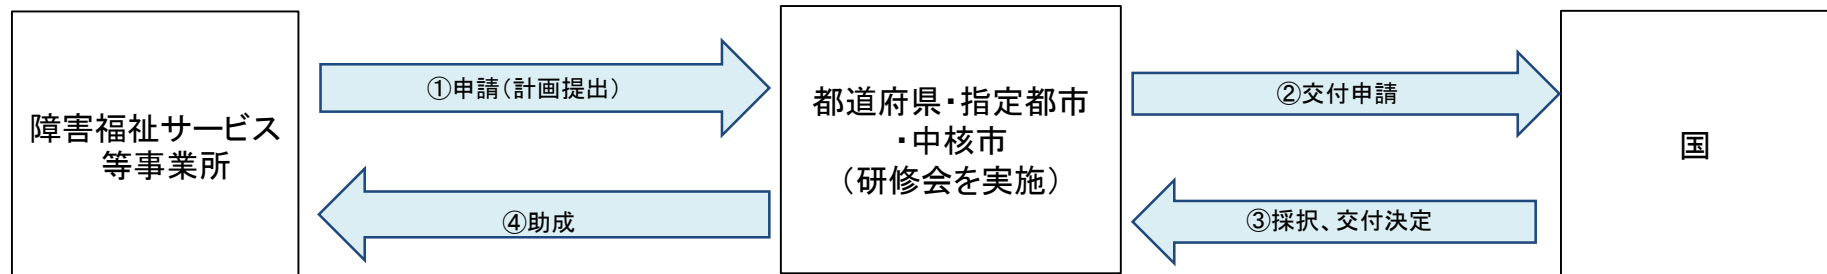 障害福祉サービス
等事業所
①申請（計画提出）
④助成
都道府県・指定都市
・中核市
（研修会を実施）
②交付申請
③採択、交付決定
国